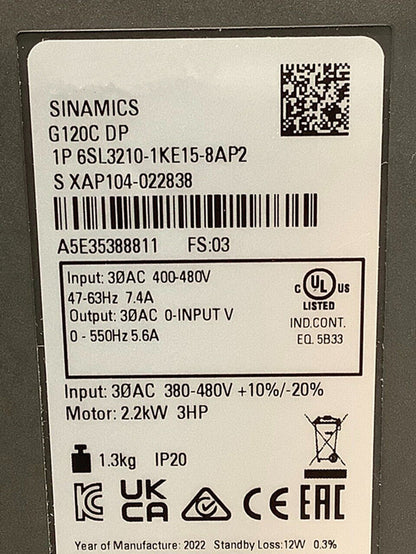 SINAMICS
G120C DP
1P 6SL3210-1KE15-8AP2
S XAP104-022838
A5E35388811 FS:03
Input: 3ØAC 400-480V
47-63Hz 7.4A
Output: 3ØAC 0-INPUT V
0 - 550Hz 5.6A
C UL US
LISTED
IND.CONT.
EQ. 5B33
Input: 3ØAC 380-480V +10%/-20%
Motor: 2.2kW 3HP
1.3kg IP20
UK
CA CE EAC
Year of Manufacture: 2022 Standby Loss:12W 0.3%